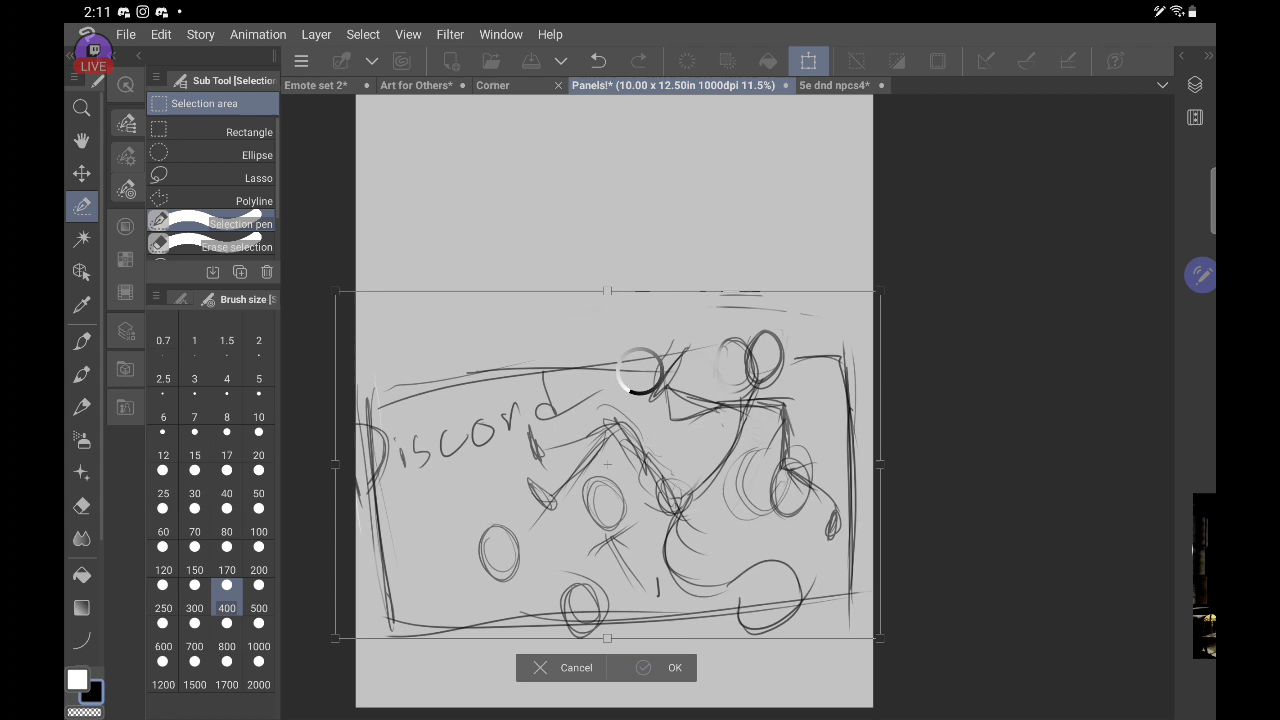 2:11
LIVE
File Edit Story Animation Layer Select View Filter Window Help
Sub Tool [Selection
Emote set 2* Art for Others* Corner Panels!* (10.00 x 12.50in 1000dpi 11.5%) 5e dnd npcs4*
Selection area
Rectangle
Ellipse
Lasso
Polyline
Selection pen
Erase selection
Brush size [S
0.7 1 1.5 2
2.5 3 4 5
6 7 8 10
12 15 17 20
25 30 40 50
60 70 80 100
120 150 170 200
250 300 400 500
600 700 800 1000
1200 1500 1700 2000
Discord
Cancel OK